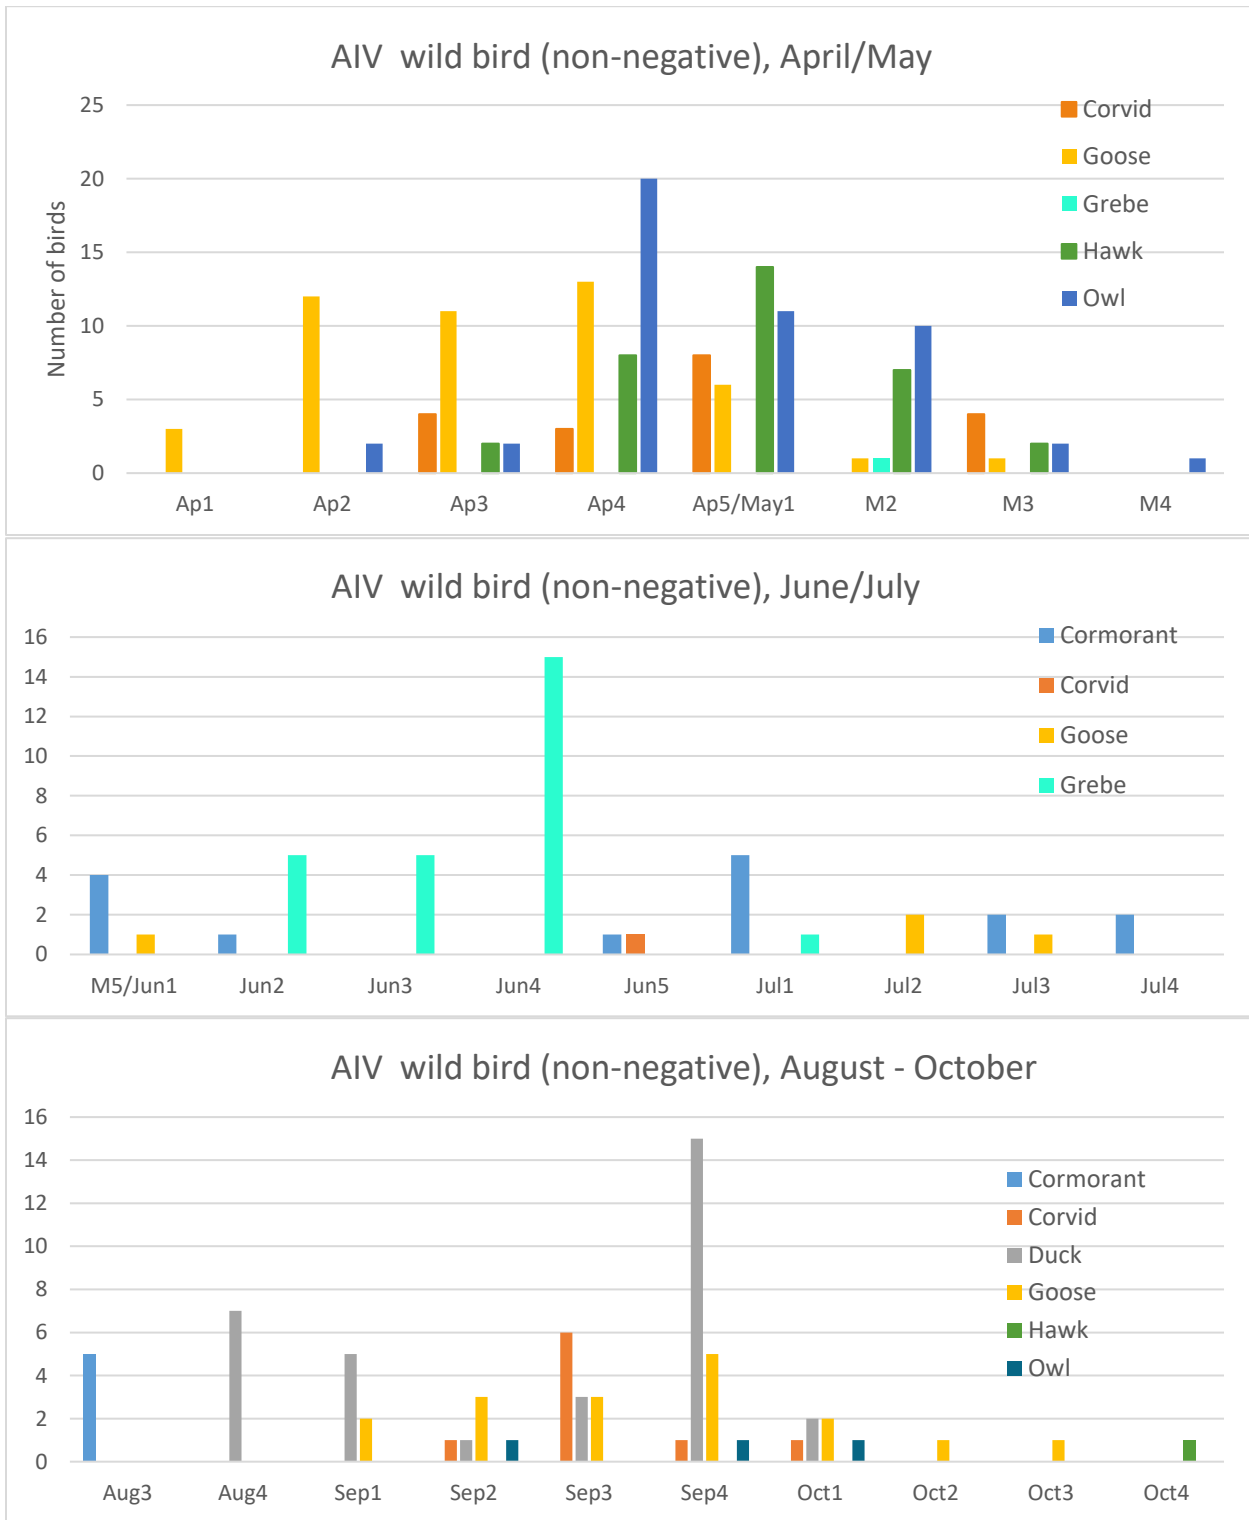 AIV wild bird (non-negative), April/May
25
20
15
10
5
0
Number of birds
Corvid
Goose
Grebe
Hawk
Owl
Ap1 Ap2 Ap3 Ap4 Ap5/May1 M2 M3 M4
AIV wild bird (non-negative), June/July
16
14
12
10
8
6
4
2
0
Cormorant
Corvid
Goose
Grebe
M5/Jun1 Jun2 Jun3 Jun4 Jun5 Jul1 Jul2 Jul3 Jul4
AIV wild bird (non-negative), August - October
16
14
12
10
8
6
4
2
0
Cormorant
Corvid
Duck
Goose
Hawk
Owl
Aug3 Aug4 Sep1 Sep2 Sep3 Sep4 Oct1 Oct2 Oct3 Oct4